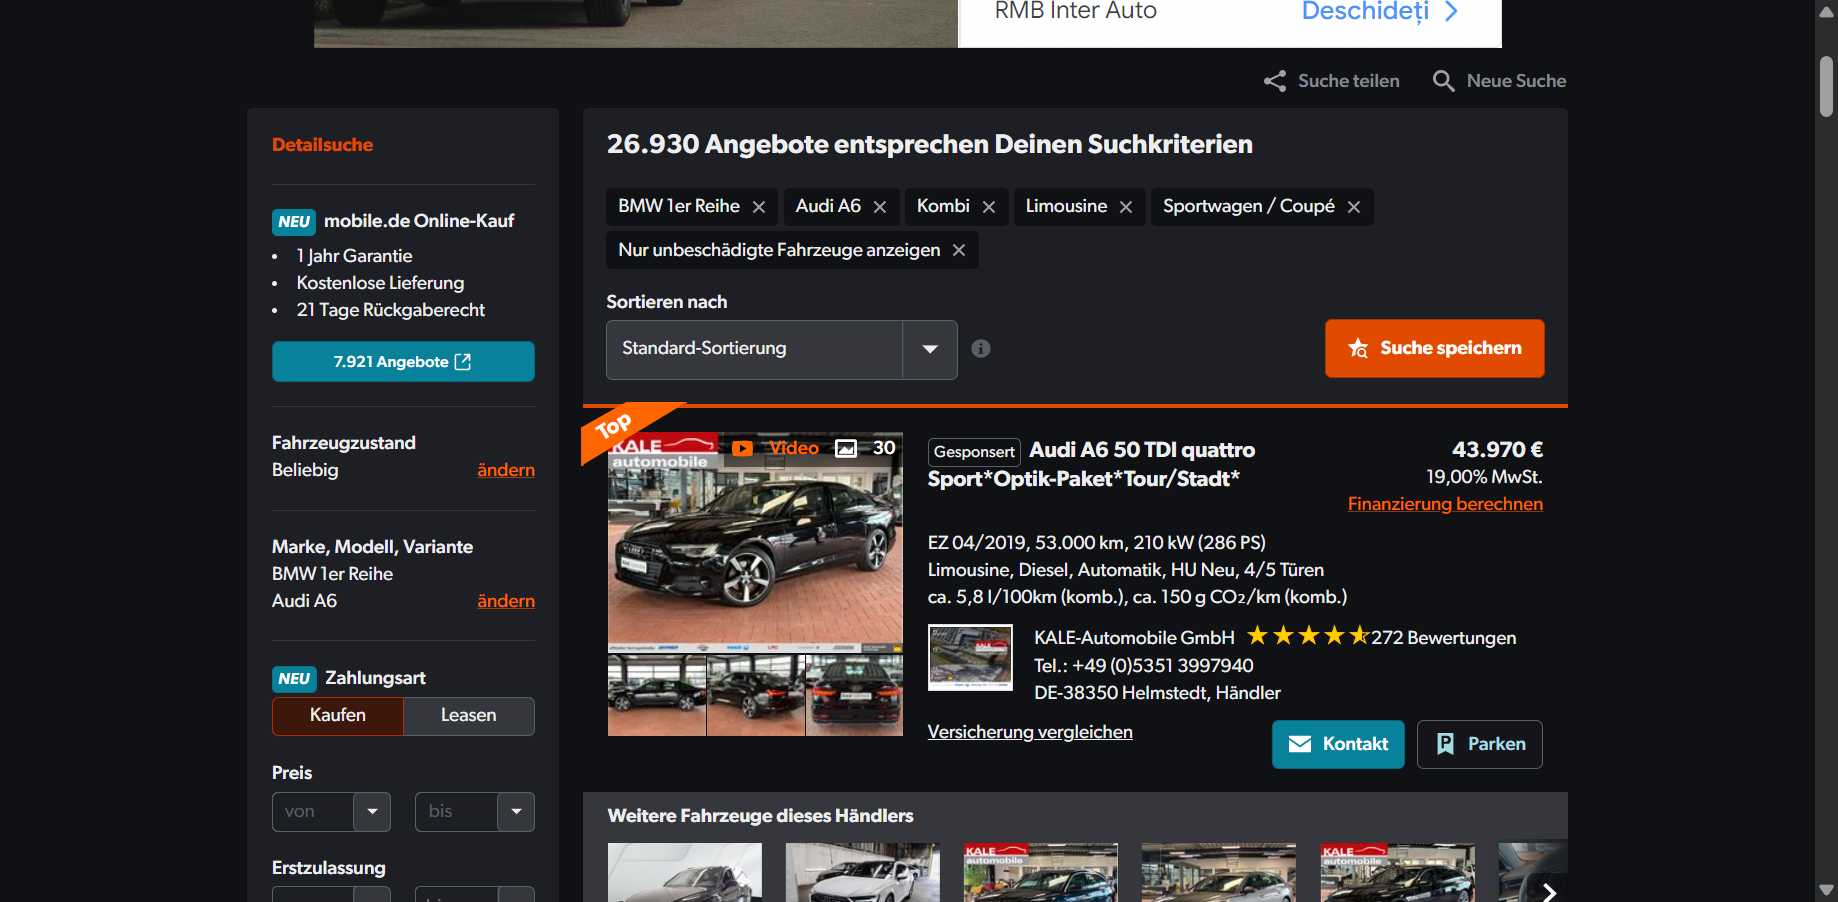 RMB Inter Auto
Deschideți
Suche teilen
Neue Suche
Detailsuche
NEU mobile.de Online-Kauf
• 1 Jahr Garantie
• Kostenlose Lieferung
• 21 Tage Rückgaberecht
7.921 Angebote
Fahrzeugzustand
Beliebig
ändern
Marke, Modell, Variante
BMW 1er Reihe
Audi A6
ändern
NEU Zahlungsart
Kaufen
Leasen
Preis
von
bis
Erstzulassung
26.930 Angebote entsprechen Deinen Suchkriterien
BMW 1er Reihe
Audi A6
Kombi
Limousine
Sportwagen / Coupé
Nur unbeschädigte Fahrzeuge anzeigen
Sortieren nach
Standard-Sortierung
Suche speichern
Top
KALE
automobile
Video
30
Gesponsert Audi A6 50 TDI quattro
Sport*Optik-Paket*Tour/Stadt*
43.970 €
19,00% MwSt.
Finanzierung berechnen
EZ 04/2019, 53.000 km, 210 kW (286 PS)
Limousine, Diesel, Automatik, HU Neu, 4/5 Türen
ca. 5,8 l/100km (komb.), ca. 150 g CO₂/km (komb.)
KALE-Automobile GmbH
272 Bewertungen
Tel.: +49 (0)5351 3997940
DE-38350 Helmstedt, Händler
Versicherung vergleichen
Kontakt
Parken
Weitere Fahrzeuge dieses Händlers
KALE
automobile
KALE
automobile